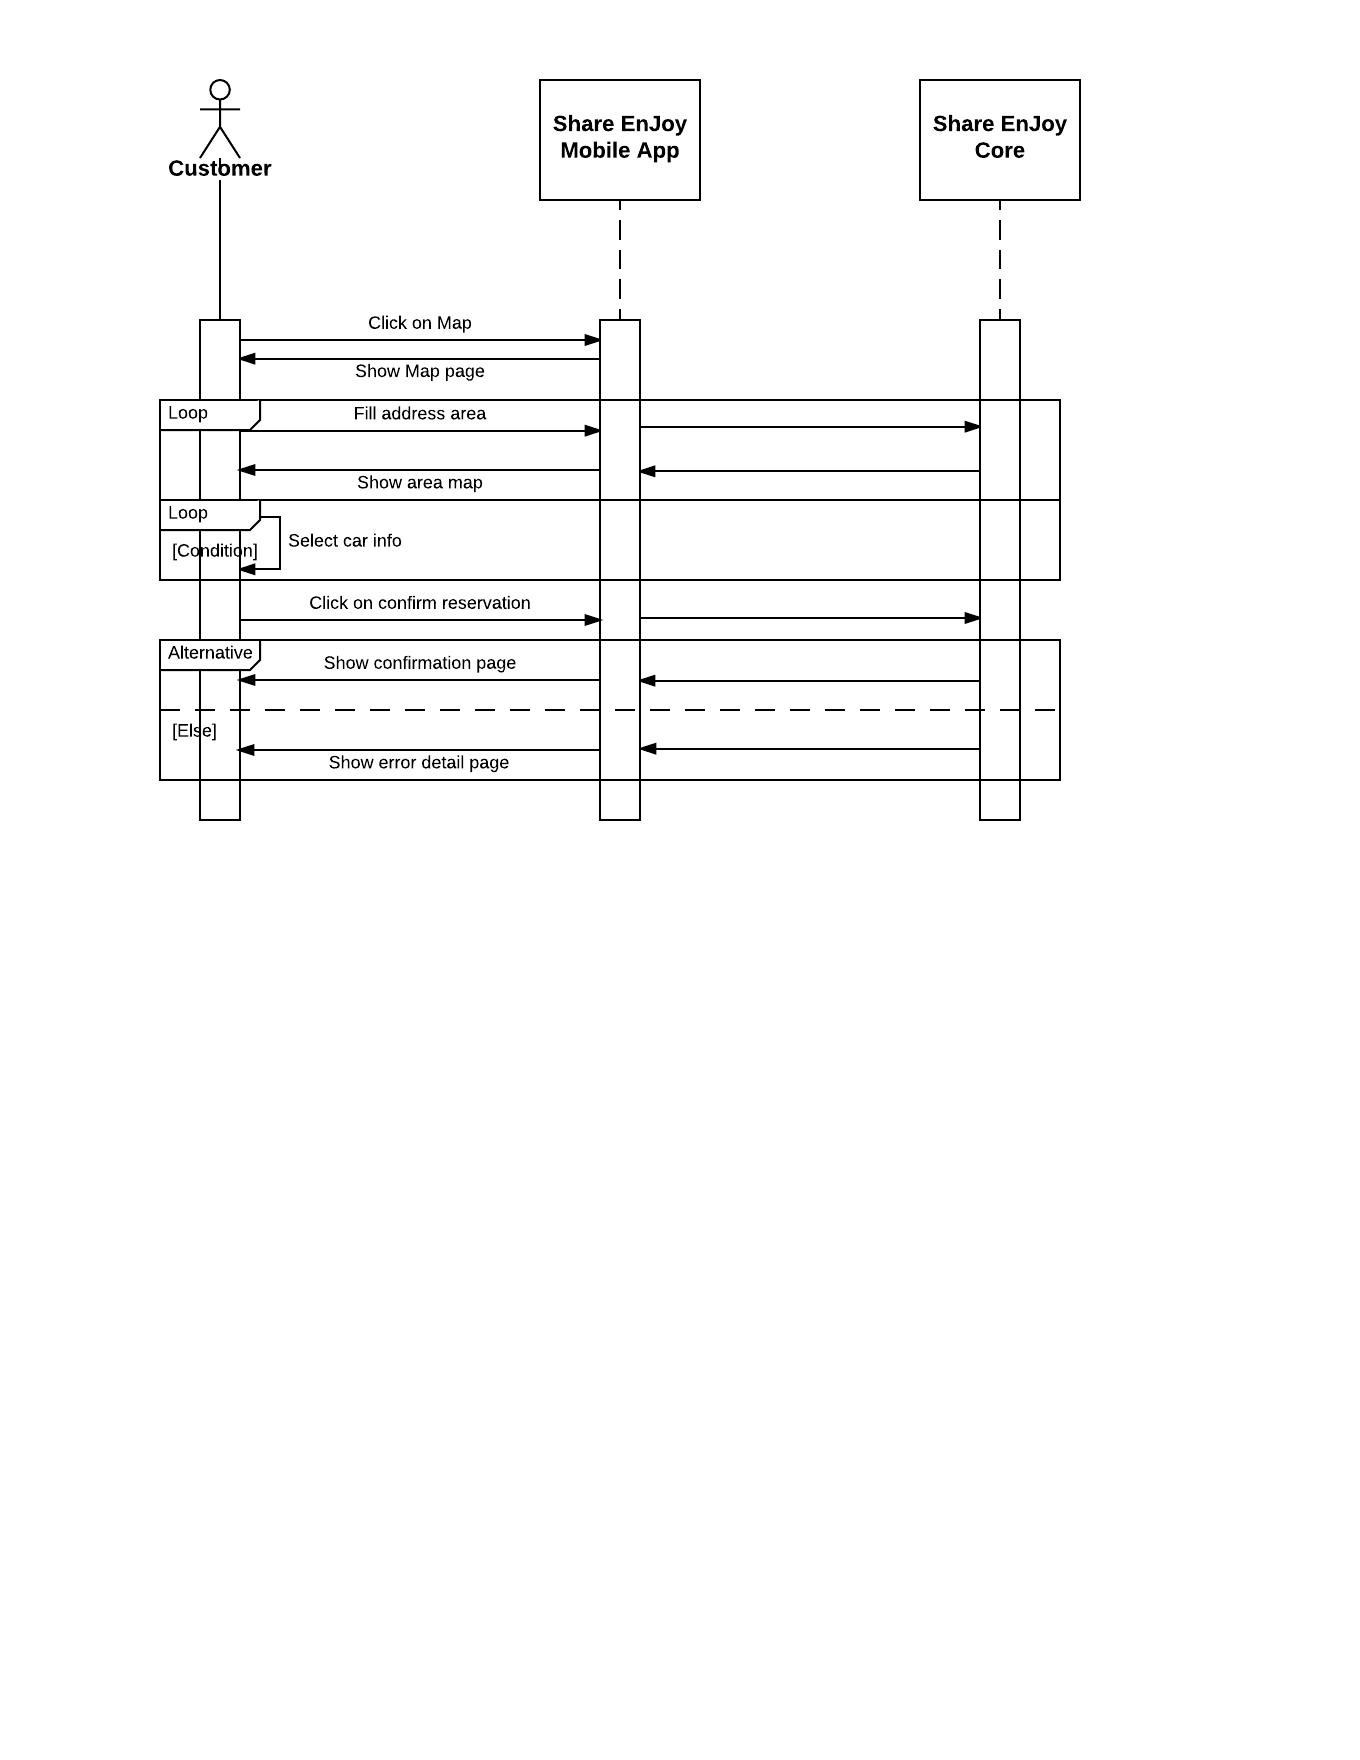 Customer
Share EnJoy
Mobile App
Share EnJoy
Core
Click on Map
Show Map page
Loop
Fill address area
Show area map
Loop
[Condition]
Select car info
Click on confirm reservation
Alternative
Show confirmation page
[Else]
Show error detail page